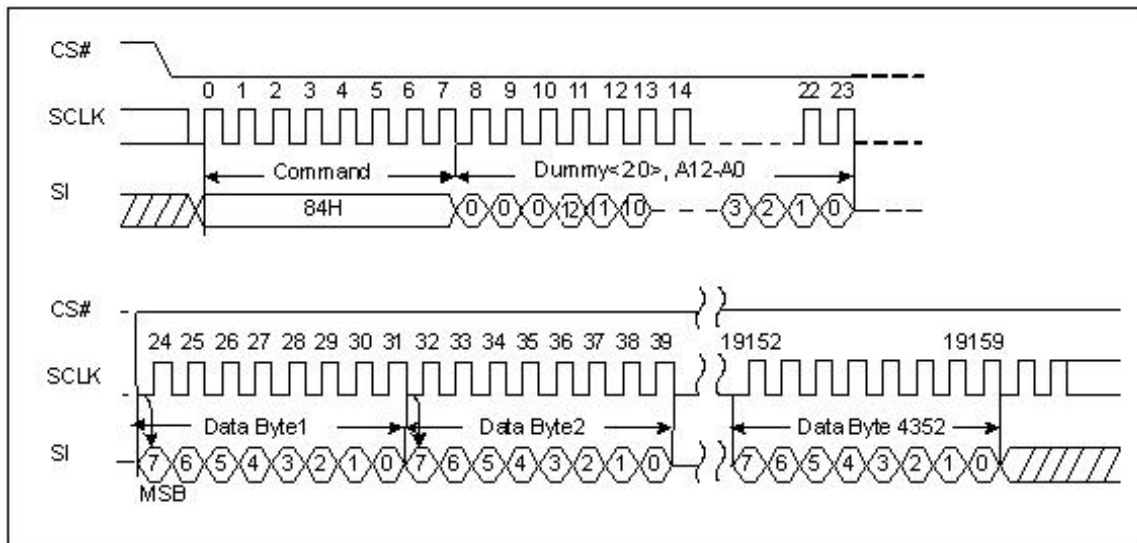 CS#
0 1 2 3 4 5 6 7 8 9 10 11 12 13 14 22 23
SCLK
Command Dummy<2:0>, A12-A0
SI
84H 0 0 0 12 11 10 3 2 1 0
CS#
24 25 26 27 28 29 30 31 32 33 34 35 36 37 38 39 19152 19159
SCLK
Data Byte1 Data Byte2 Data Byte 4352
SI
7 6 5 4 3 2 1 0 7 6 5 4 3 2 1 0 7 6 5 4 3 2 1 0
MSB